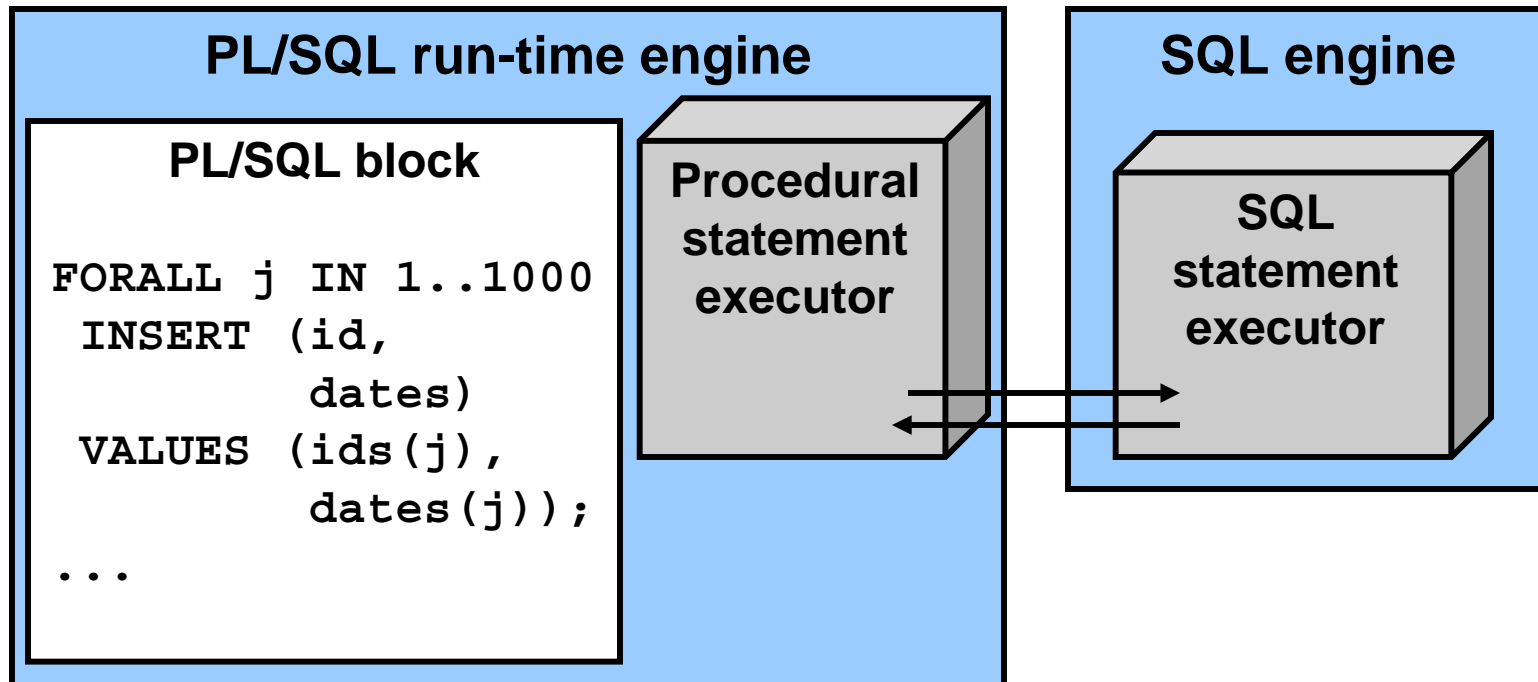 PL/SQL run-time engine
PL/SQL block
FORALL j IN 1..1000
INSERT (id,
dates)
VALUES (ids(j),
dates(j));
...
Procedural
statement
executor
SQL engine
SQL
statement
executor